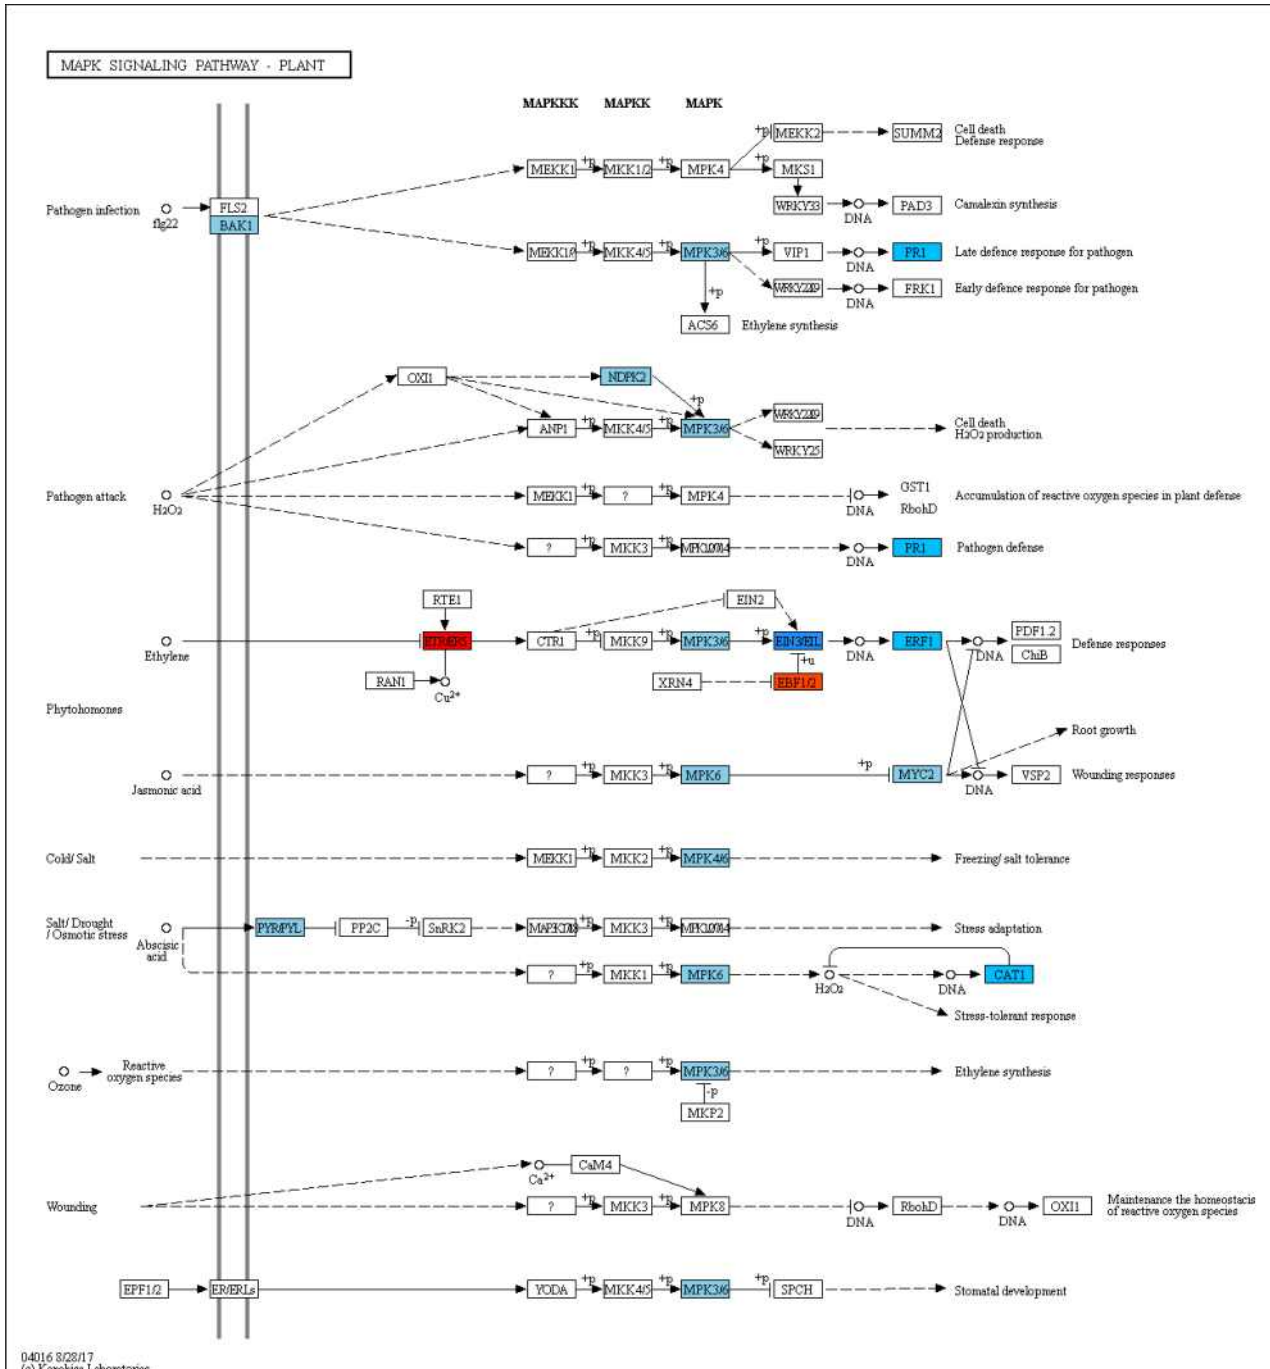 MAPK SIGNALING PATHWAY - PLANT
MAPKKK MAPKK MAPK
+p MEKK2 SUMM2 Cell death
Defense response
MEKK1 +p MKK1/2 +p MPK4 +p MKS1
Pathogen infection flg22 FLS2
BAK1
WRKY33 DNA PAD3 Camalexin synthesis
MKK4/5 +p MPK3/6 +p VIP1 DNA PR1 Late defence response for pathogen
+p DNA FRK1 Early defence response for pathogen
ACS6 Ethylene synthesis
OXI1 NDPK2
+p
ANP1 +p MKK4/5 +p MPK3/6 Cell death
H2O2 production
WRKY25
Pathogen attack H2O2 MEKK1 +p ? +p MPK4 DNA GST1
RbohD
Accumulation of reactive oxygen species in plant defense
? +p MKK3 +p DNA PR1 Pathogen defense
RTE1 EIN2
Ethylene ETR/ERS CTR1 +p MKK9 +p MPK3/6 +p EIN3/EIL DNA ERF1 DNA PDF1.2
ChiB
Defense responses
RAN1 Cu2+ XRN4 EBF1/2 +u
Phytohomones
Root growth
Jasmonic acid ? +p MKK3 +p MPK6 +p MYC2 DNA VSP2 Wounding responses
Cold/ Salt MEKK1 +p MKK2 +p MPK4/6 Freezing/ salt tolerance
Salt/ Drought
/ Osmotic stress
Abscisic
acid
PYR/PYL PP2C -p SnRK2 +p MKK3 +p Stress adaptation
? +p MKK1 +p MPK6 H2O2 DNA CAT1
Stress-tolerant response
Ozone Reactive
oxygen species
? +p ? +p MPK3/6 Ethylene synthesis
-p
MKP2
Ca2+ CaM4
Wounding ? +p MKK3 +p MPK8 DNA RbohD DNA OXI1 Maintenance the homeostacis
of reactive oxygen species
EPF1/2 ER/ERLs YODA +p MKK4/5 +p MPK3/6 +p SPCH Stomatal development
04016 8/28/17
(c) Kanehisa Laboratories